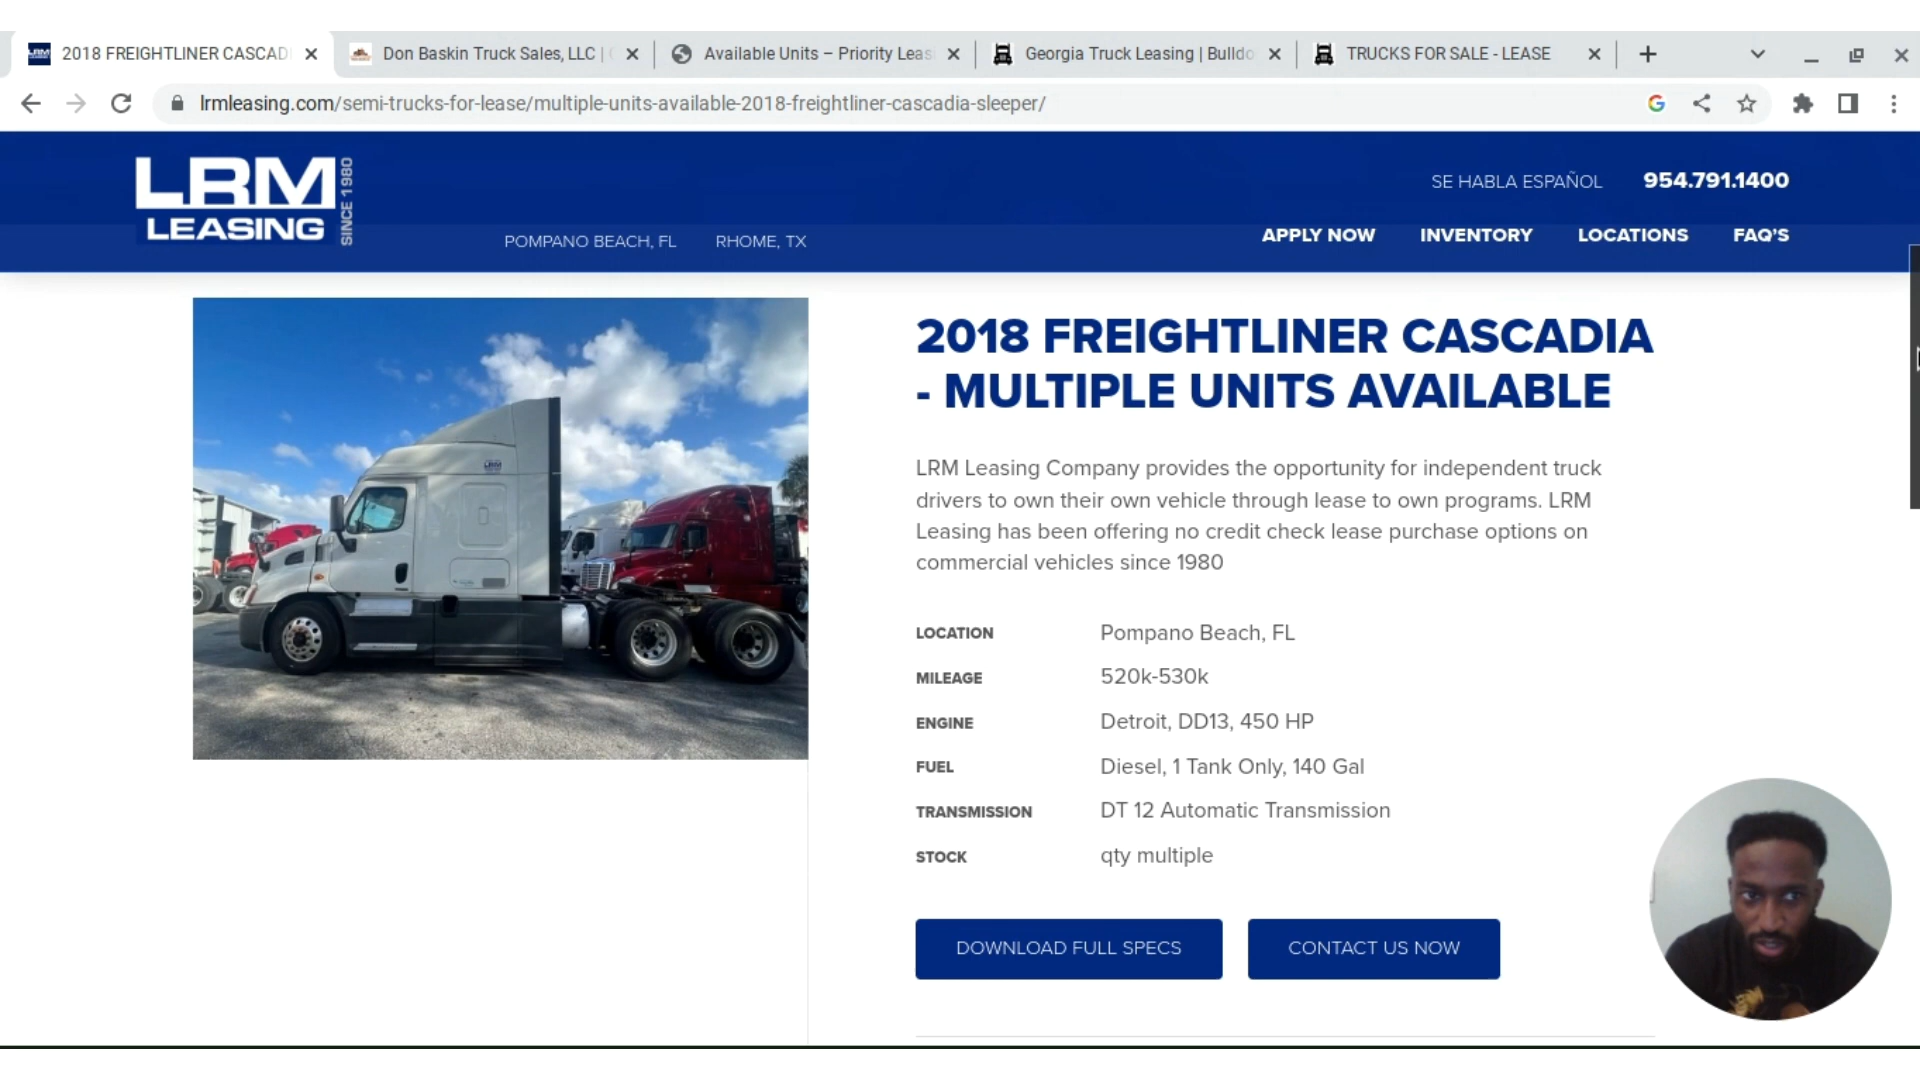 2018 FREIGHTLINER CASCADI
Don Baskin Truck Sales, LLC |
Available Units – Priority Leas
Georgia Truck Leasing | Bulldo
TRUCKS FOR SALE - LEASE
lrmleasing.com/semi-trucks-for-lease/multiple-units-available-2018-freightliner-cascadia-sleeper/
LRM
LEASING
SINCE 1980
POMPANO BEACH, FL
RHOME, TX
SE HABLA ESPAÑOL
954.791.1400
APPLY NOW
INVENTORY
LOCATIONS
FAQ'S
2018 FREIGHTLINER CASCADIA
- MULTIPLE UNITS AVAILABLE
LRM Leasing Company provides the opportunity for independent truck
drivers to own their own vehicle through lease to own programs. LRM
Leasing has been offering no credit check lease purchase options on
commercial vehicles since 1980
LOCATION Pompano Beach, FL
MILEAGE 520k-530k
ENGINE Detroit, DD13, 450 HP
FUEL Diesel, 1 Tank Only, 140 Gal
TRANSMISSION DT 12 Automatic Transmission
STOCK qty multiple
DOWNLOAD FULL SPECS
CONTACT US NOW